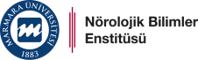 MARMARA ÜNİVERSİTESİ
1883
Nörolojik Bilimler
Enstitüsü